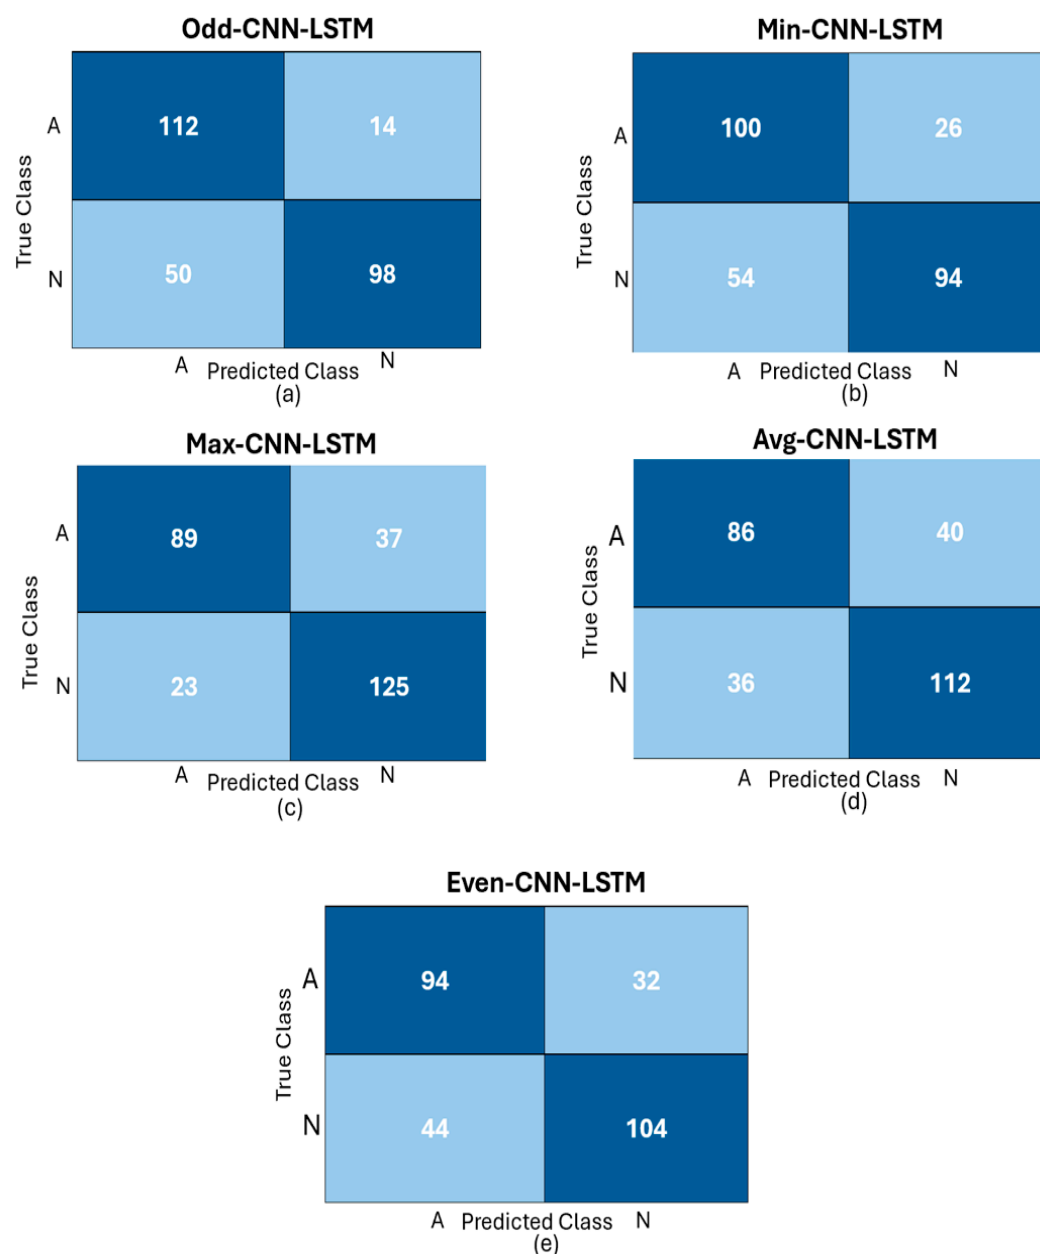 Odd-CNN-LSTM
True Class
A
112
14
N
50
98
A
Predicted Class
N
(a)
Min-CNN-LSTM
True Class
A
100
26
N
54
94
A
Predicted Class
N
(b)
Max-CNN-LSTM
True Class
A
89
37
N
23
125
A
Predicted Class
N
(c)
Avg-CNN-LSTM
True Class
A
86
40
N
36
112
A
Predicted Class
N
(d)
Even-CNN-LSTM
True Class
A
94
32
N
44
104
A
Predicted Class
N
(e)